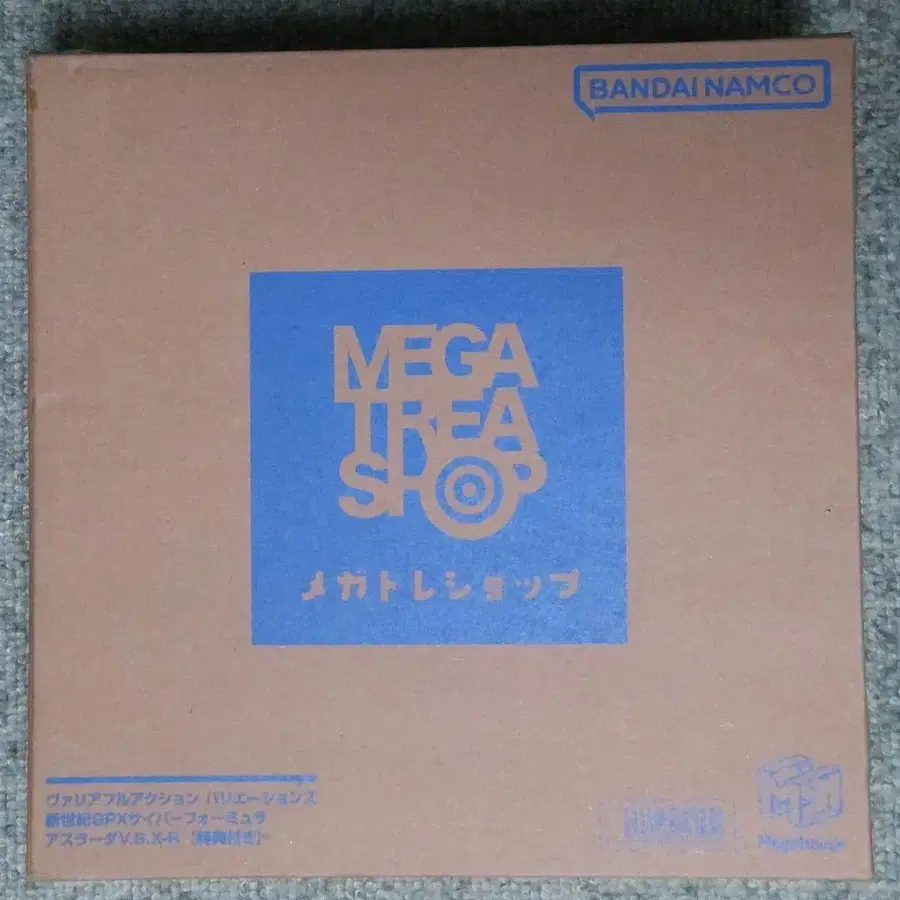 BANDAI NAMCO
MEGA
TREA
SHOP
メガトレショップ
ヴァリアブルアクション バリエーションズ
新世紀GPXサイバーフォーミュラ
アスラーダV.S.X-R【特典付き】
Megahouse